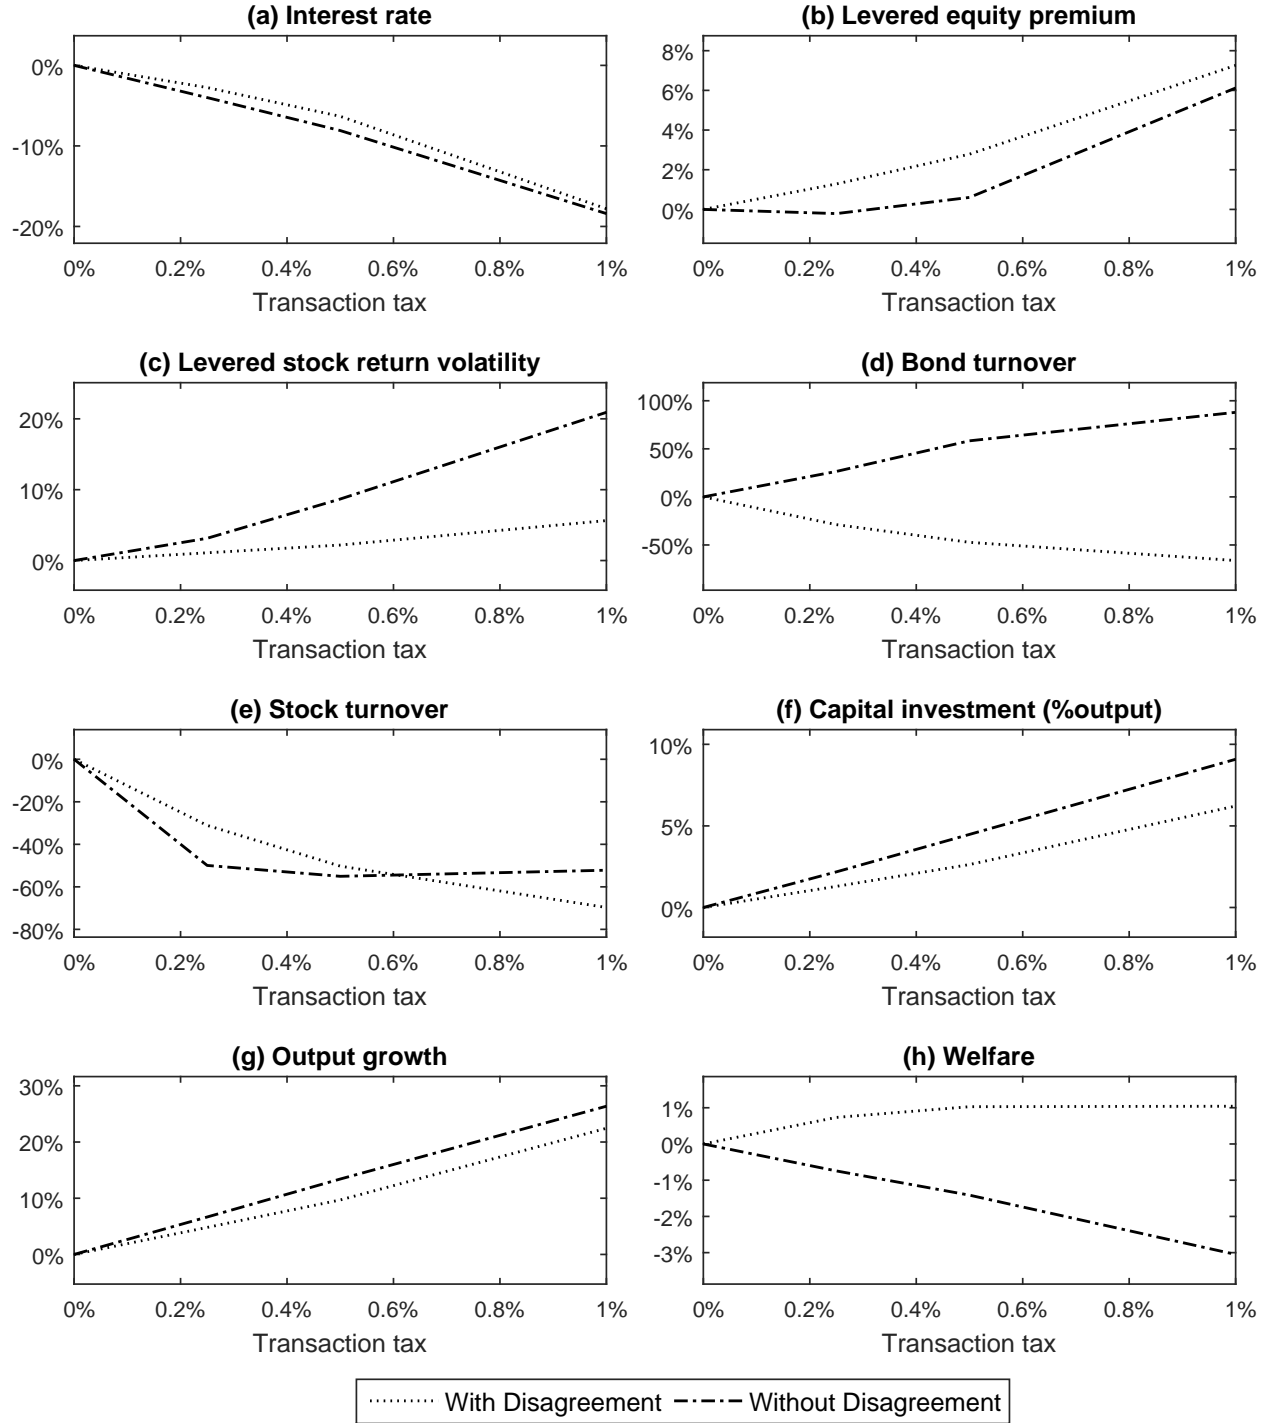 (a) Interest rate
0%
-10%
-20%
0% 0.2% 0.4% 0.6% 0.8% 1%
Transaction tax
(b) Levered equity premium
8%
6%
4%
2%
0%
0% 0.2% 0.4% 0.6% 0.8% 1%
Transaction tax
(c) Levered stock return volatility
20%
10%
0%
0% 0.2% 0.4% 0.6% 0.8% 1%
Transaction tax
(d) Bond turnover
100%
50%
0%
-50%
0% 0.2% 0.4% 0.6% 0.8% 1%
Transaction tax
(e) Stock turnover
0%
-20%
-40%
-60%
-80%
0% 0.2% 0.4% 0.6% 0.8% 1%
Transaction tax
(f) Capital investment (%output)
10%
5%
0%
0% 0.2% 0.4% 0.6% 0.8% 1%
Transaction tax
(g) Output growth
30%
20%
10%
0%
0% 0.2% 0.4% 0.6% 0.8% 1%
Transaction tax
(h) Welfare
1%
0%
-1%
-2%
-3%
0% 0.2% 0.4% 0.6% 0.8% 1%
Transaction tax
With Disagreement Without Disagreement